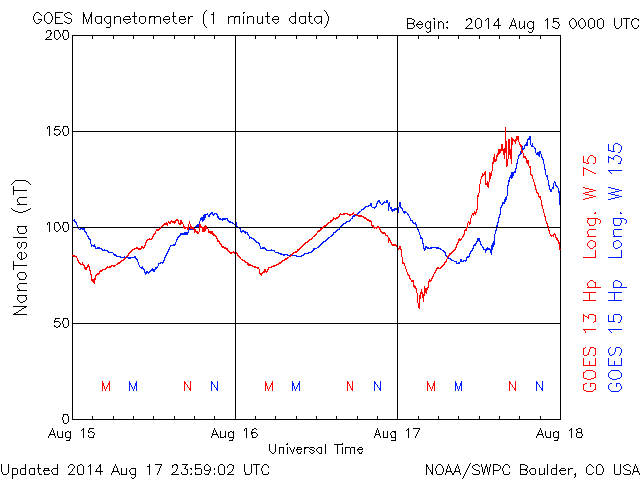 GOES Magnetometer (1 minute data)
Begin: 2014 Aug 15 0000 UTC
200
150
100
50
0
NanoTesla (nT)
M M N N M M N N M M N N
Aug 15 Aug 16 Aug 17 Aug 18
Universal Time
GOES 13 Hp Long. W 75
GOES 15 Hp Long. W 135
Updated 2014 Aug 17 23:59:02 UTC
NOAA/SWPC Boulder, CO USA